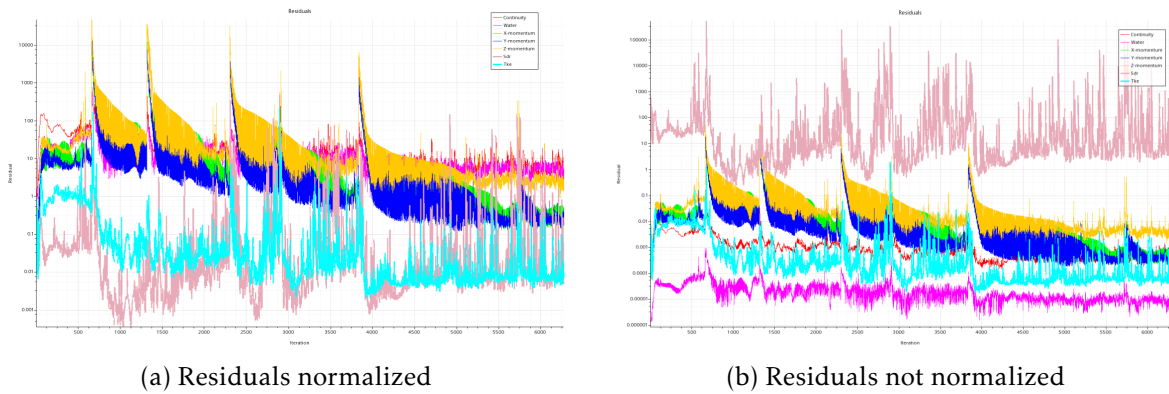 Residuals
Continuity
Water
X-momentum
Y-momentum
Z-momentum
Sdr
Tke
10000
1000
100
10
1
0.1
0.01
0.001
Residual
500 1000 1500 2000 2500 3000 3500 4000 4500 5000 5500 6000
Iteration
(a) Residuals normalized
Residuals
Continuity
Water
X-momentum
Y-momentum
Z-momentum
Sdr
Tke
100000
10000
1000
100
10
1
0.1
0.01
0.001
0.0001
0.00001
0.000001
Residual
500 1000 1500 2000 2500 3000 3500 4000 4500 5000 5500 6000
Iteration
(b) Residuals not normalized